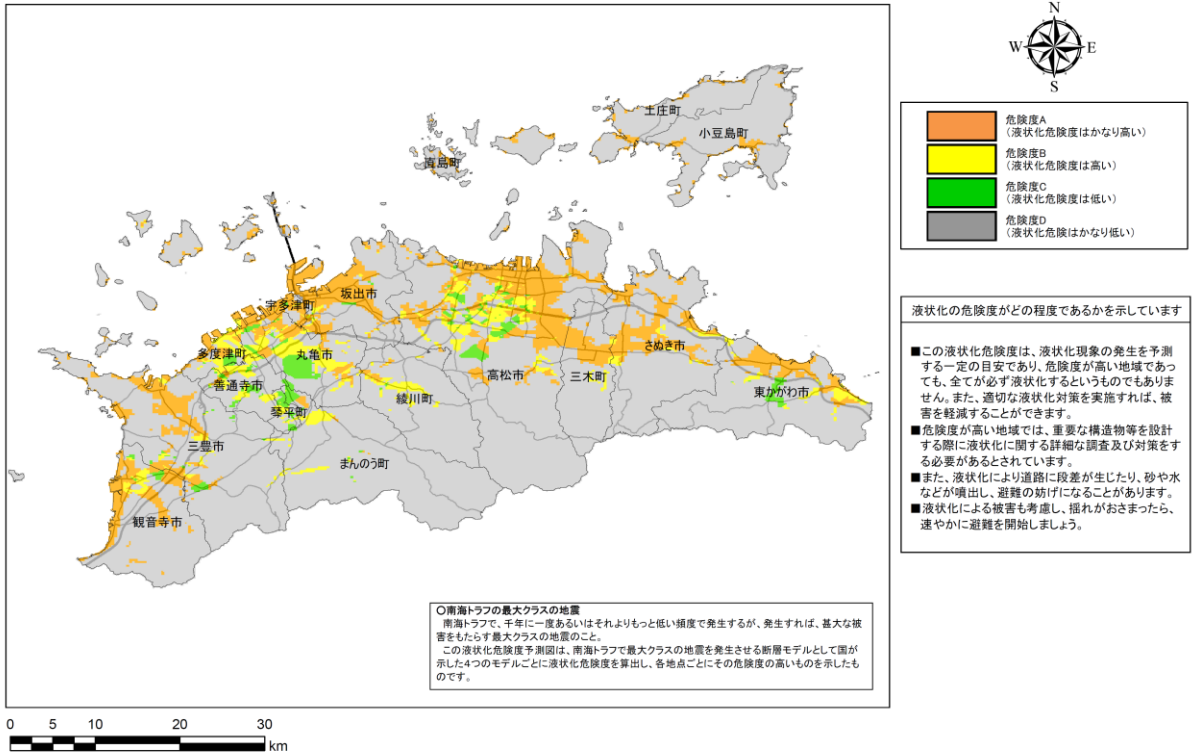 N
W
E
S
土庄町
小豆島町
直島町
坂出市
宇多津町
多度津町
丸亀市
善通寺市
琴平町
綾川町
高松市
三木町
さぬき市
東かがわ市
三豊市
まんのう町
観音寺市
危険度A
(液状化危険度はかなり高い)
危険度B
(液状化危険度は高い)
危険度C
(液状化危険度は低い)
危険度D
(液状化危険はかなり低い)
液状化の危険度がどの程度であるかを示しています
■この液状化危険度は、液状化現象の発生を予測
する一定の目安であり、危険度が高い地域であっ
ても、全てが必ず液状化するというものでもありま
せん。また、適切な液状化対策を実施すれば、被
害を軽減することができます。
■危険度が高い地域では、重要な構造物等を設計
する際に液状化に関する詳細な調査及び対策をす
る必要があるとされています。
■また、液状化により道路に段差が生じたり、砂や水
などが噴出し、避難の妨げになることがあります。
■液状化による被害も考慮し、揺れがおさまったら、
速やかに避難を開始しましょう。
○南海トラフの最大クラスの地震
南海トラフで、千年に一度あるいはそれよりもっと低い頻度で発生するが、発生すれば、甚大な被
害をもたらす最大クラスの地震のこと。
この液状化危険度予測図は、南海トラフで最大クラスの地震を発生させる断層モデルとして国が
示した4つのモデルごとに液状化危険度を算出し、各地点ごとにその危険度の高いものを示したも
のです。
0 5 10 20 30
km